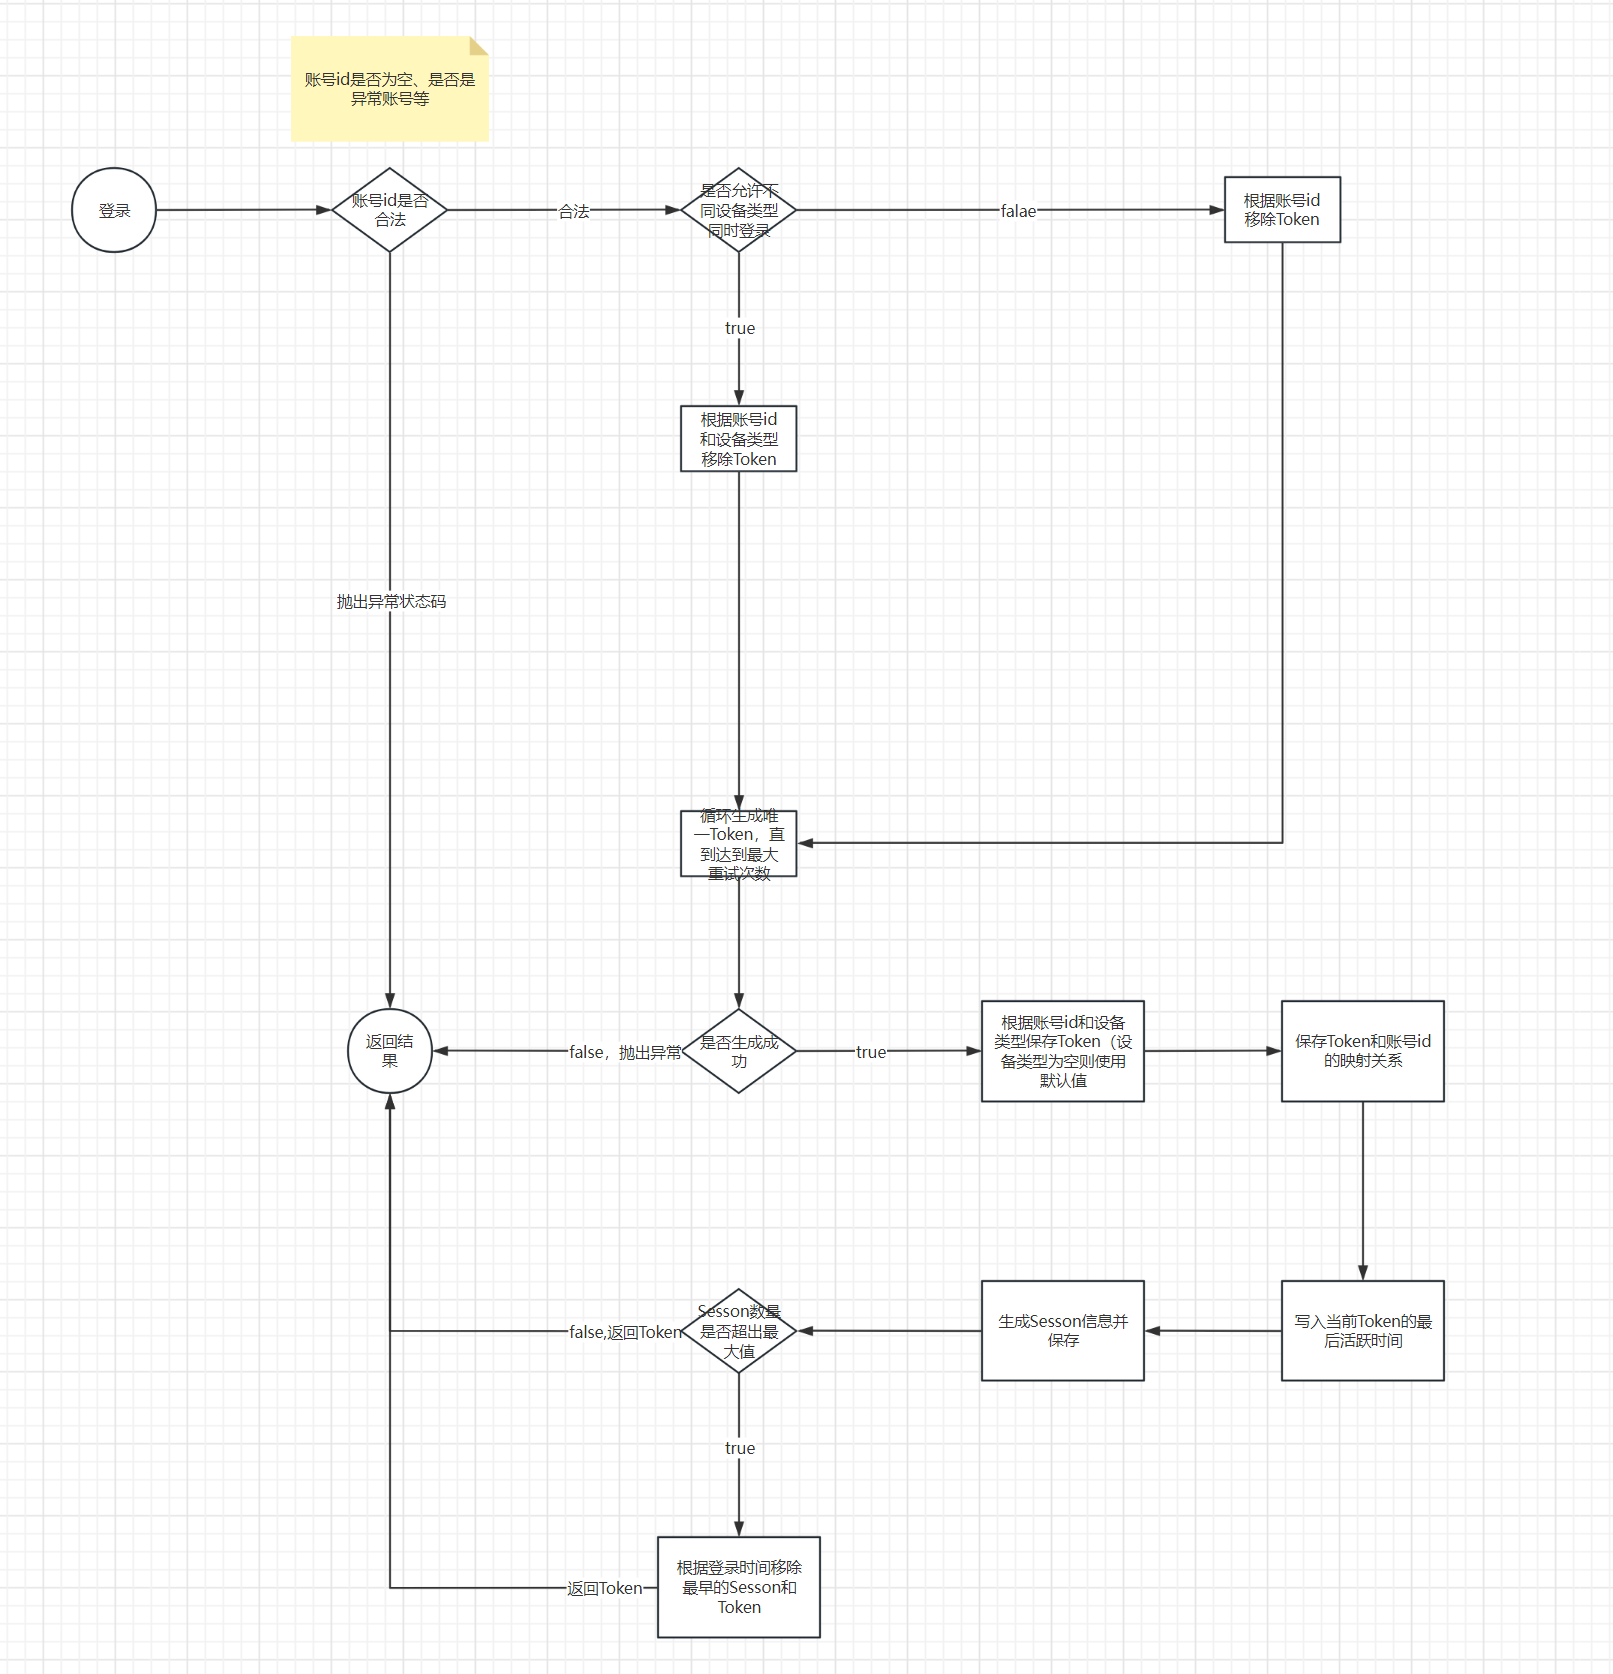 账号id是否为空、是否是
异常账号等
登录
账号id是否
合法
合法
是否允许不
同设备类型
同时登录
falae
根据账号id
移除Token
true
根据账号id
和设备类型
移除Token
抛出异常状态码
循环生成唯
一Token，直
到达到最大
重试次数
返回结
果
false，抛出异常
是否生成成
功
true
根据账号id和设备
类型保存Token（设
备类型为空则使用
默认值
保存Token和账号id
的映射关系
false,返回Token
Sesson数量
是否超出最
大值
生成Sesson信息并
保存
写入当前Token的最
后活跃时间
true
返回Token
根据登录时间移除
最早的Sesson和
Token